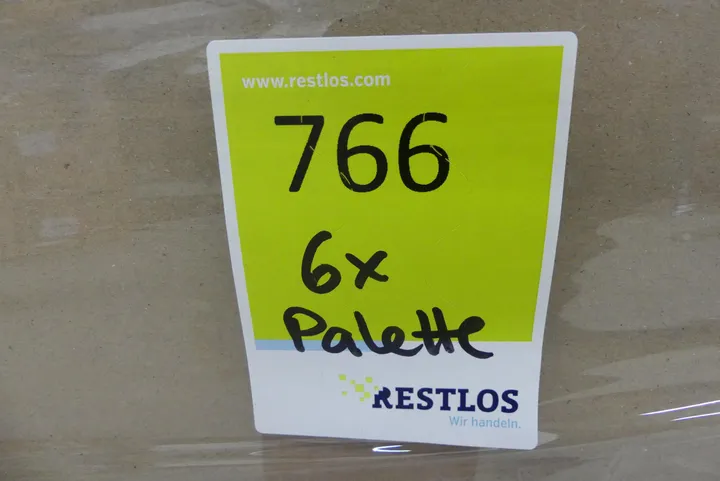 www.restlos.com
766
6x
Palette
RESTLOS
Wir handeln.